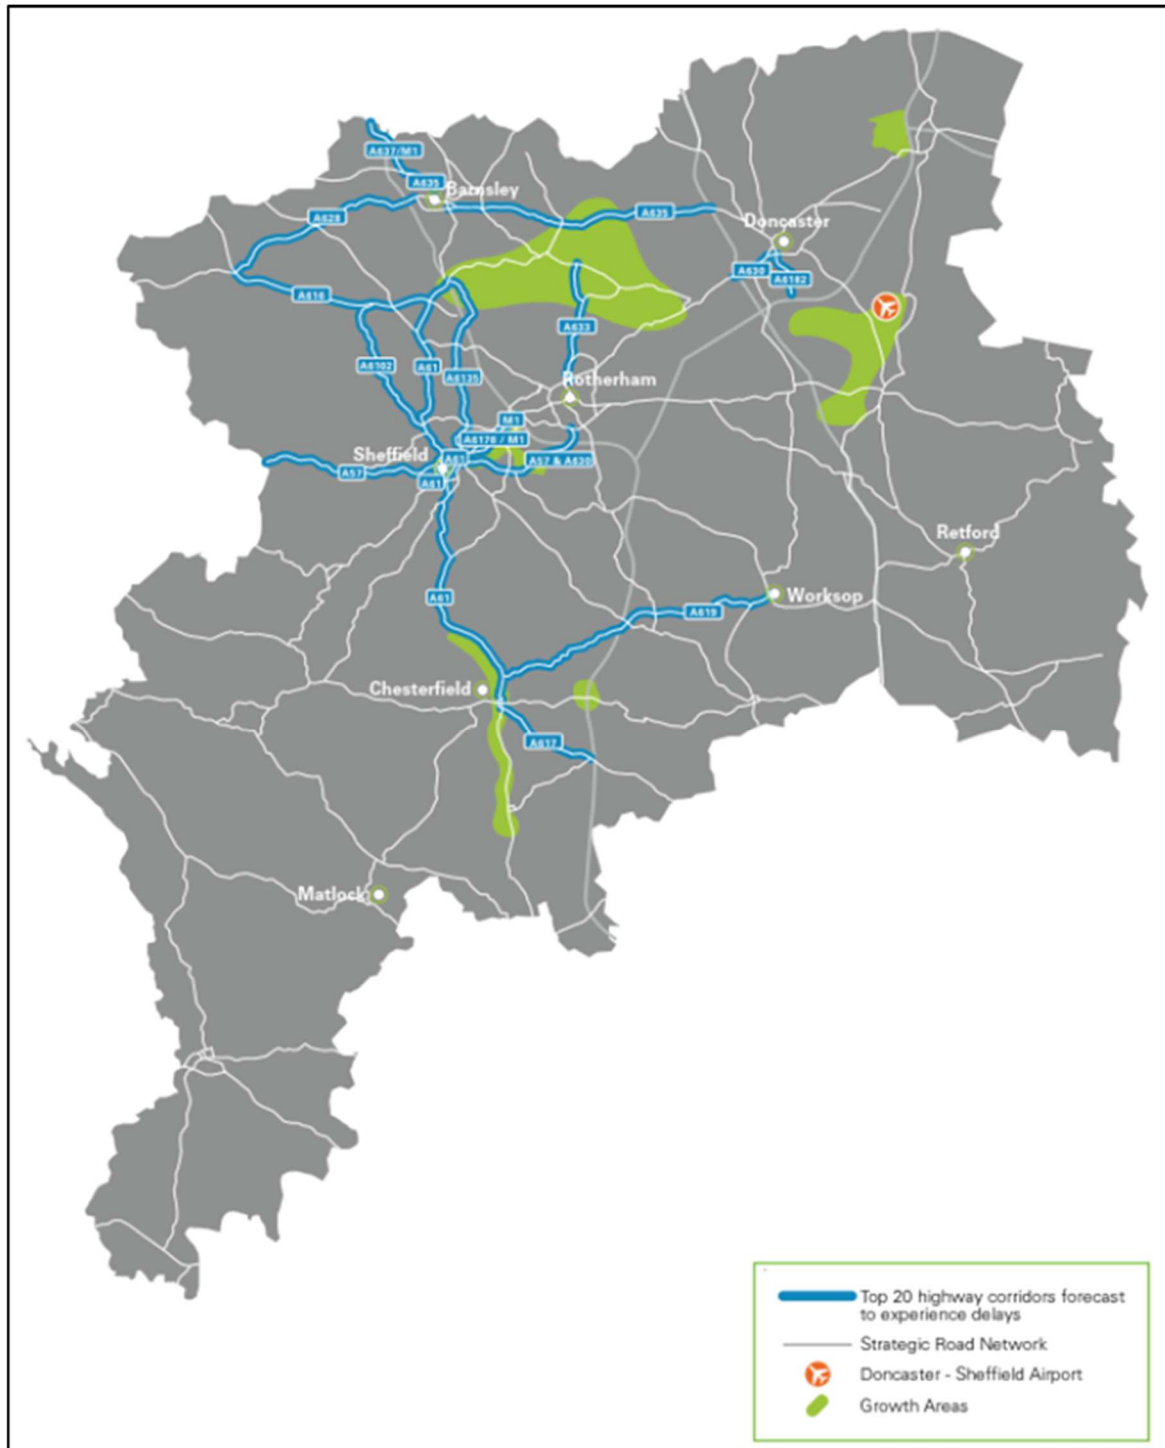 A637/M1
A635
Barnsley
A628
A635
Doncaster
A630
A6182
A616
A633
A6102
A61
A6135
Rotherham
M1
A6178 / M1
Sheffield
A61
A57 & A630
A57
A61
Retford
A61
Worksop
A619
Chesterfield
A617
Matlock
Top 20 highway corridors forecast
to experience delays
Strategic Road Network
Doncaster - Sheffield Airport
Growth Areas